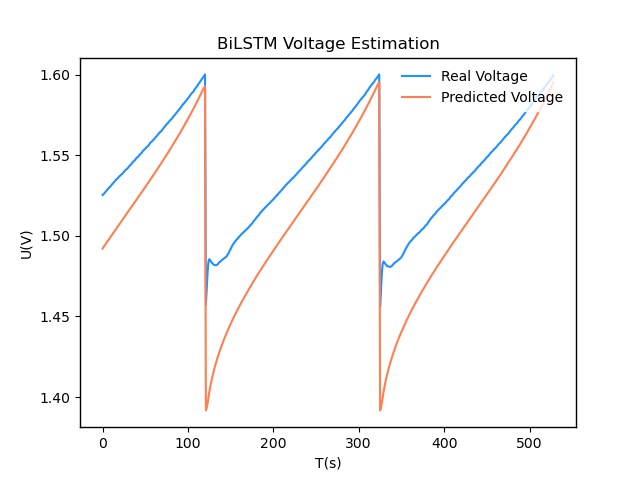 BiLSTM Voltage Estimation
Real Voltage
Predicted Voltage
U(V)
1.60
1.55
1.50
1.45
1.40
0 100 200 300 400 500
T(s)